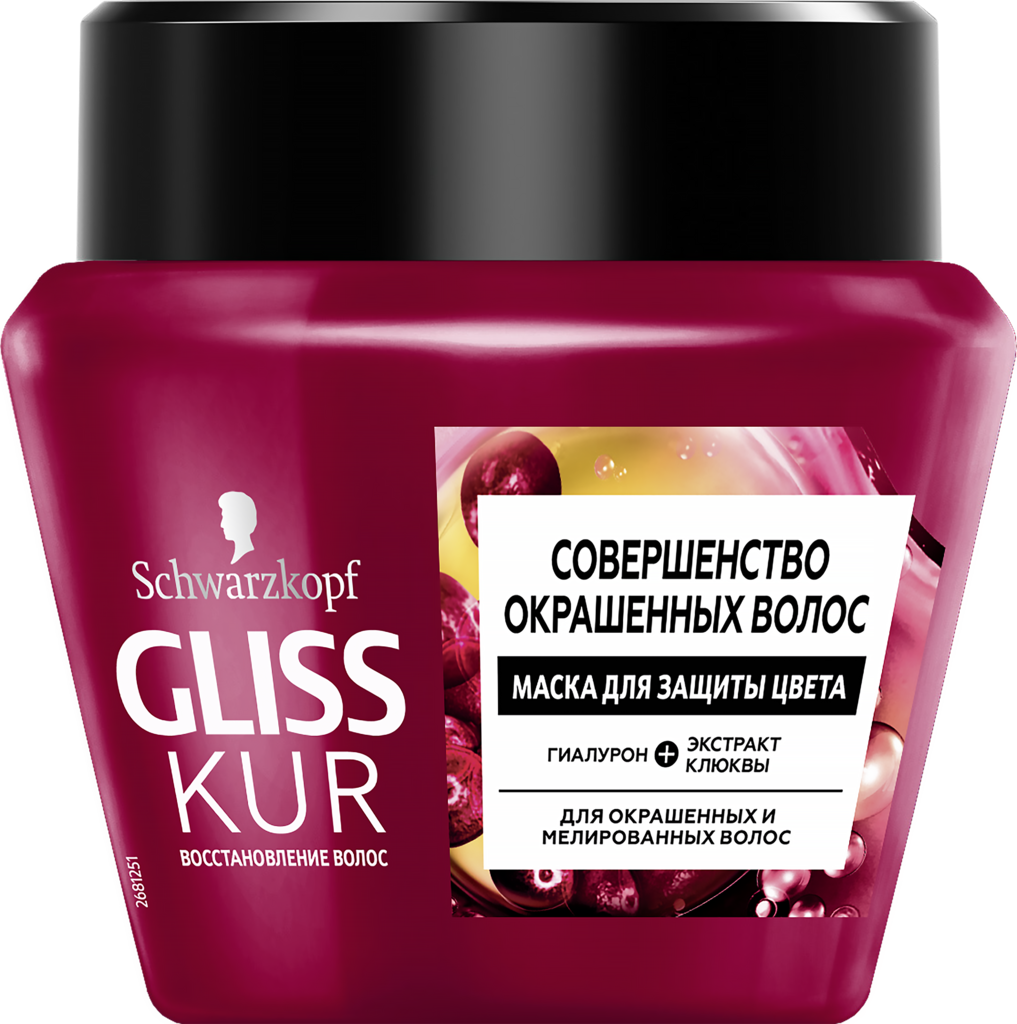 Schwarzkopf
GLISS
KUR
ВОССТАНОВЛЕНИЕ ВОЛОС
2681251
СОВЕРШЕНСТВО
ОКРАШЕННЫХ ВОЛОС
МАСКА ДЛЯ ЗАЩИТЫ ЦВЕТА
ГИАЛУРОН + ЭКСТРАКТ
КЛЮКВЫ
ДЛЯ ОКРАШЕННЫХ И
МЕЛИРОВАННЫХ ВОЛОС